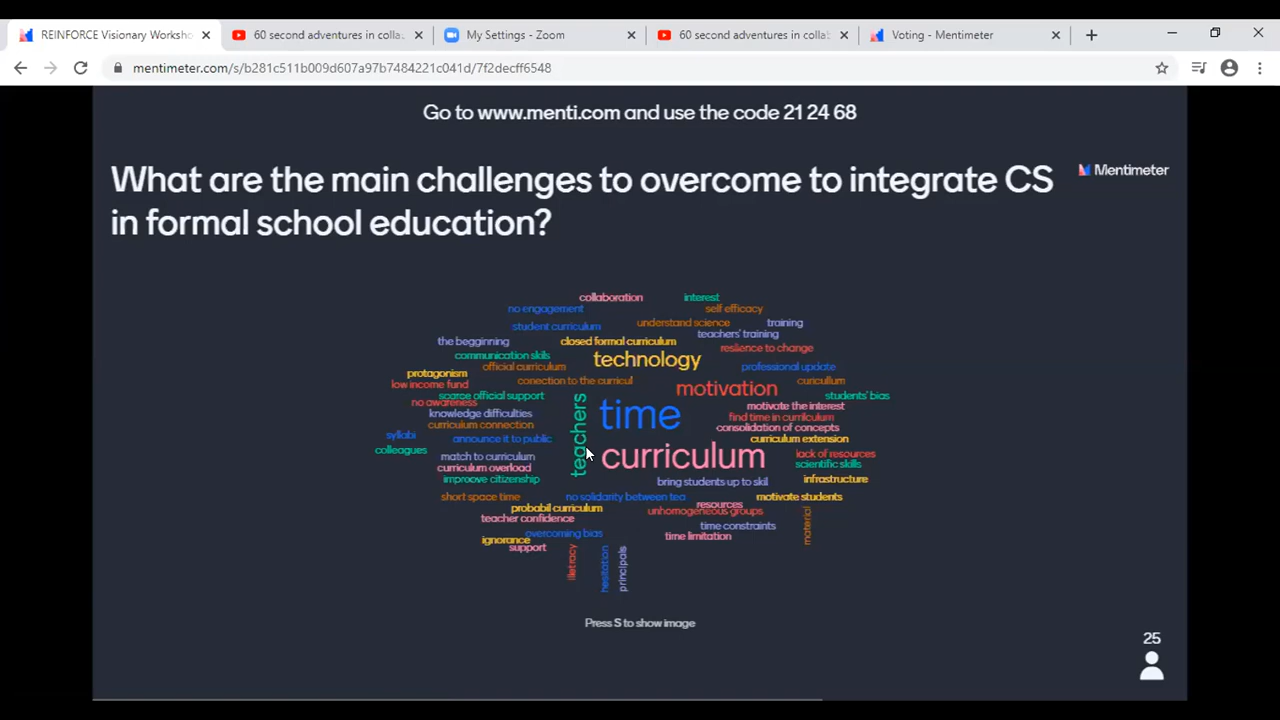 REINFORCE Visionary Worksho
60 second adventures in colla
My Settings - Zoom
60 second adventures in collab
Voting - Mentimeter
mentimeter.com/s/b281c511b009d607a97b7484221c041d/7f2decff6548
Go to www.menti.com and use the code 21 24 68
What are the main challenges to overcome to integrate CS
in formal school education?
Mentimeter
collaboration
interest
no engagement
self efficacy
student curriculum
understand science
training
teachers' training
the begginning
closed formal curriculum
resilience to change
communication skils
technology
official curriculum
professional update
protagonism
conection to the curricul
curicullum
low income fund
motivation
scarce official support
students' bias
no awareness
motivate the interest
knowledge difficulties
teachers
time
find time in curriculum
curriculum connection
consolidation of concepts
syllabi
announce it to public
curriculum extension
colleagues
match to curriculum
curriculum
lack of resources
curriculum overload
scientific skills
improove citizenship
bring students up to skil
infrastructure
short space time
no solidarity between tea
motivate students
probabil curriculum
resources
unhomogeneous groups
teacher confidence
time constraints
material
overcoming bias
time limitation
ignorance
support
illetracy
hesitation
principals
Press S to show image
25